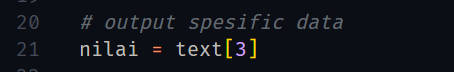 20 # output spesific data
21 nilai = text[3]